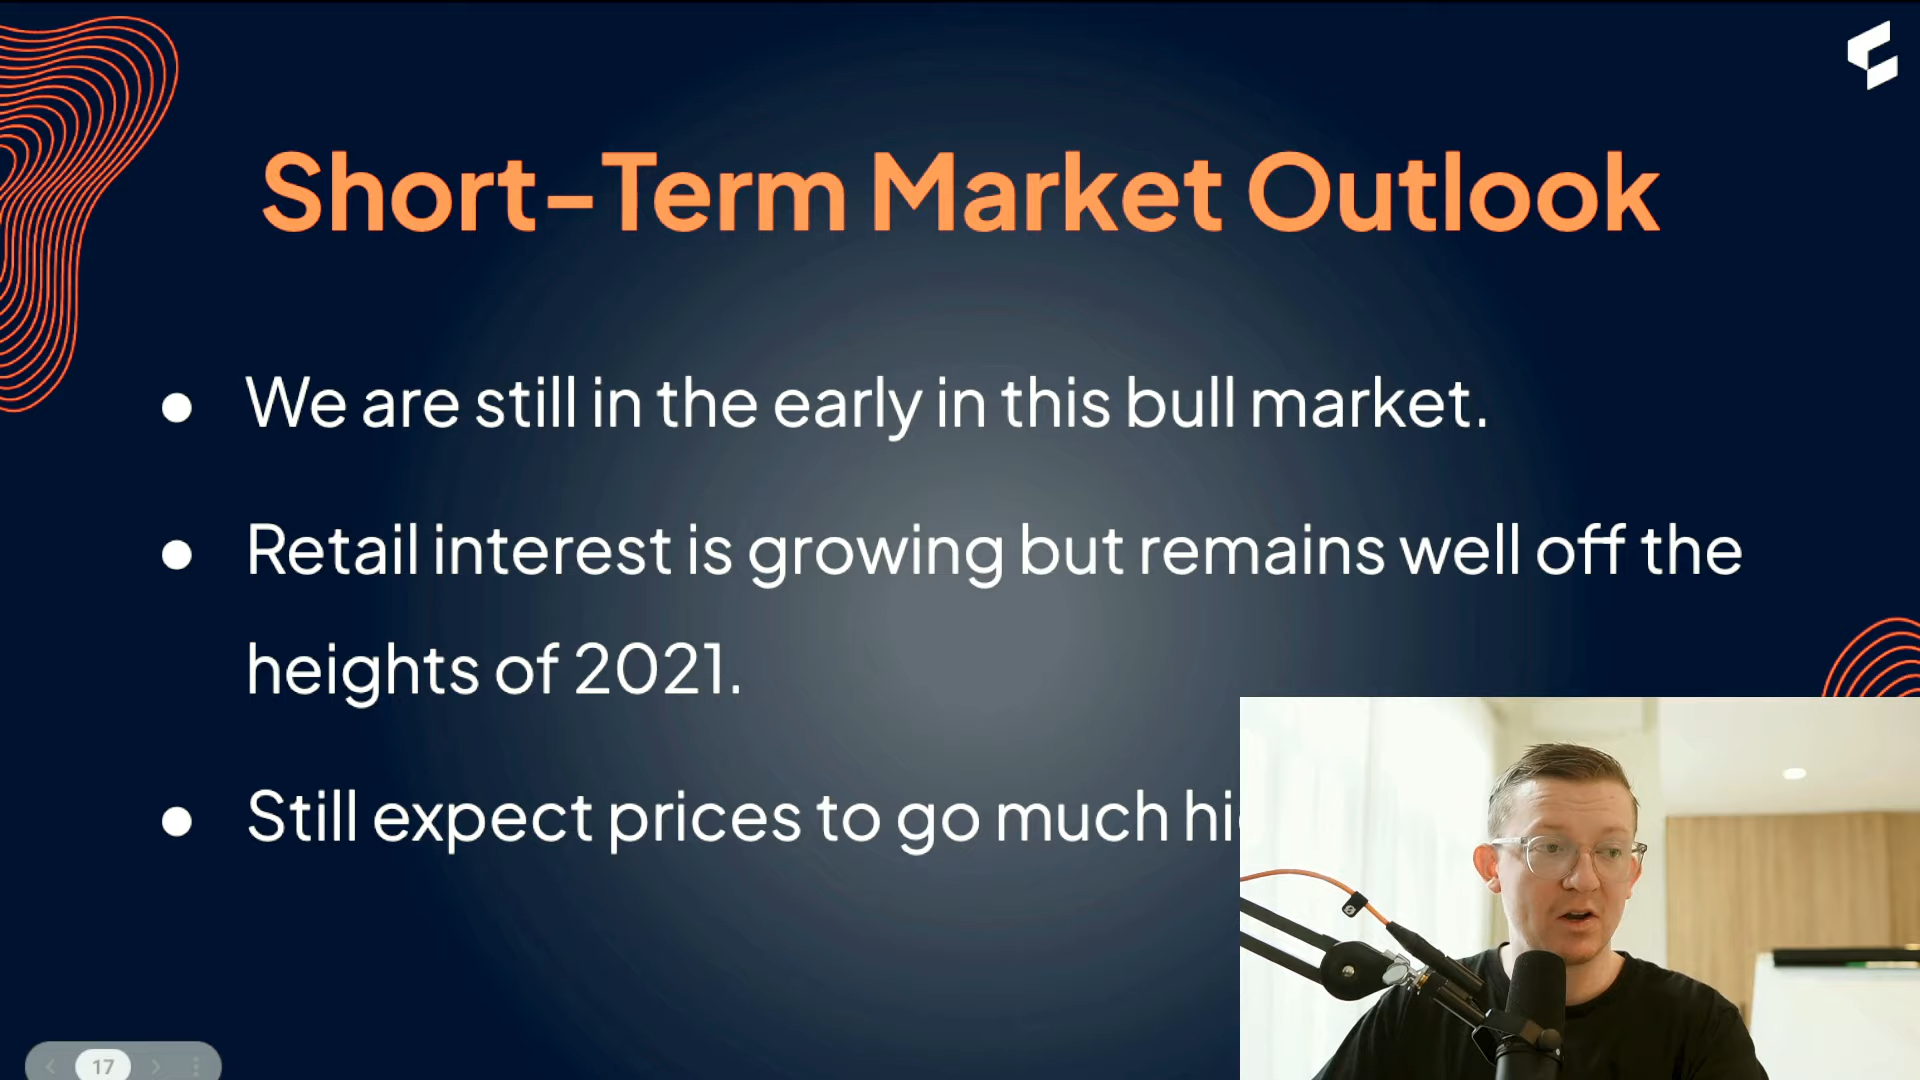 Short-Term Market Outlook
● We are still in the early in this bull market.
● Retail interest is growing but remains well off the
heights of 2021.
● Still expect prices to go much
17